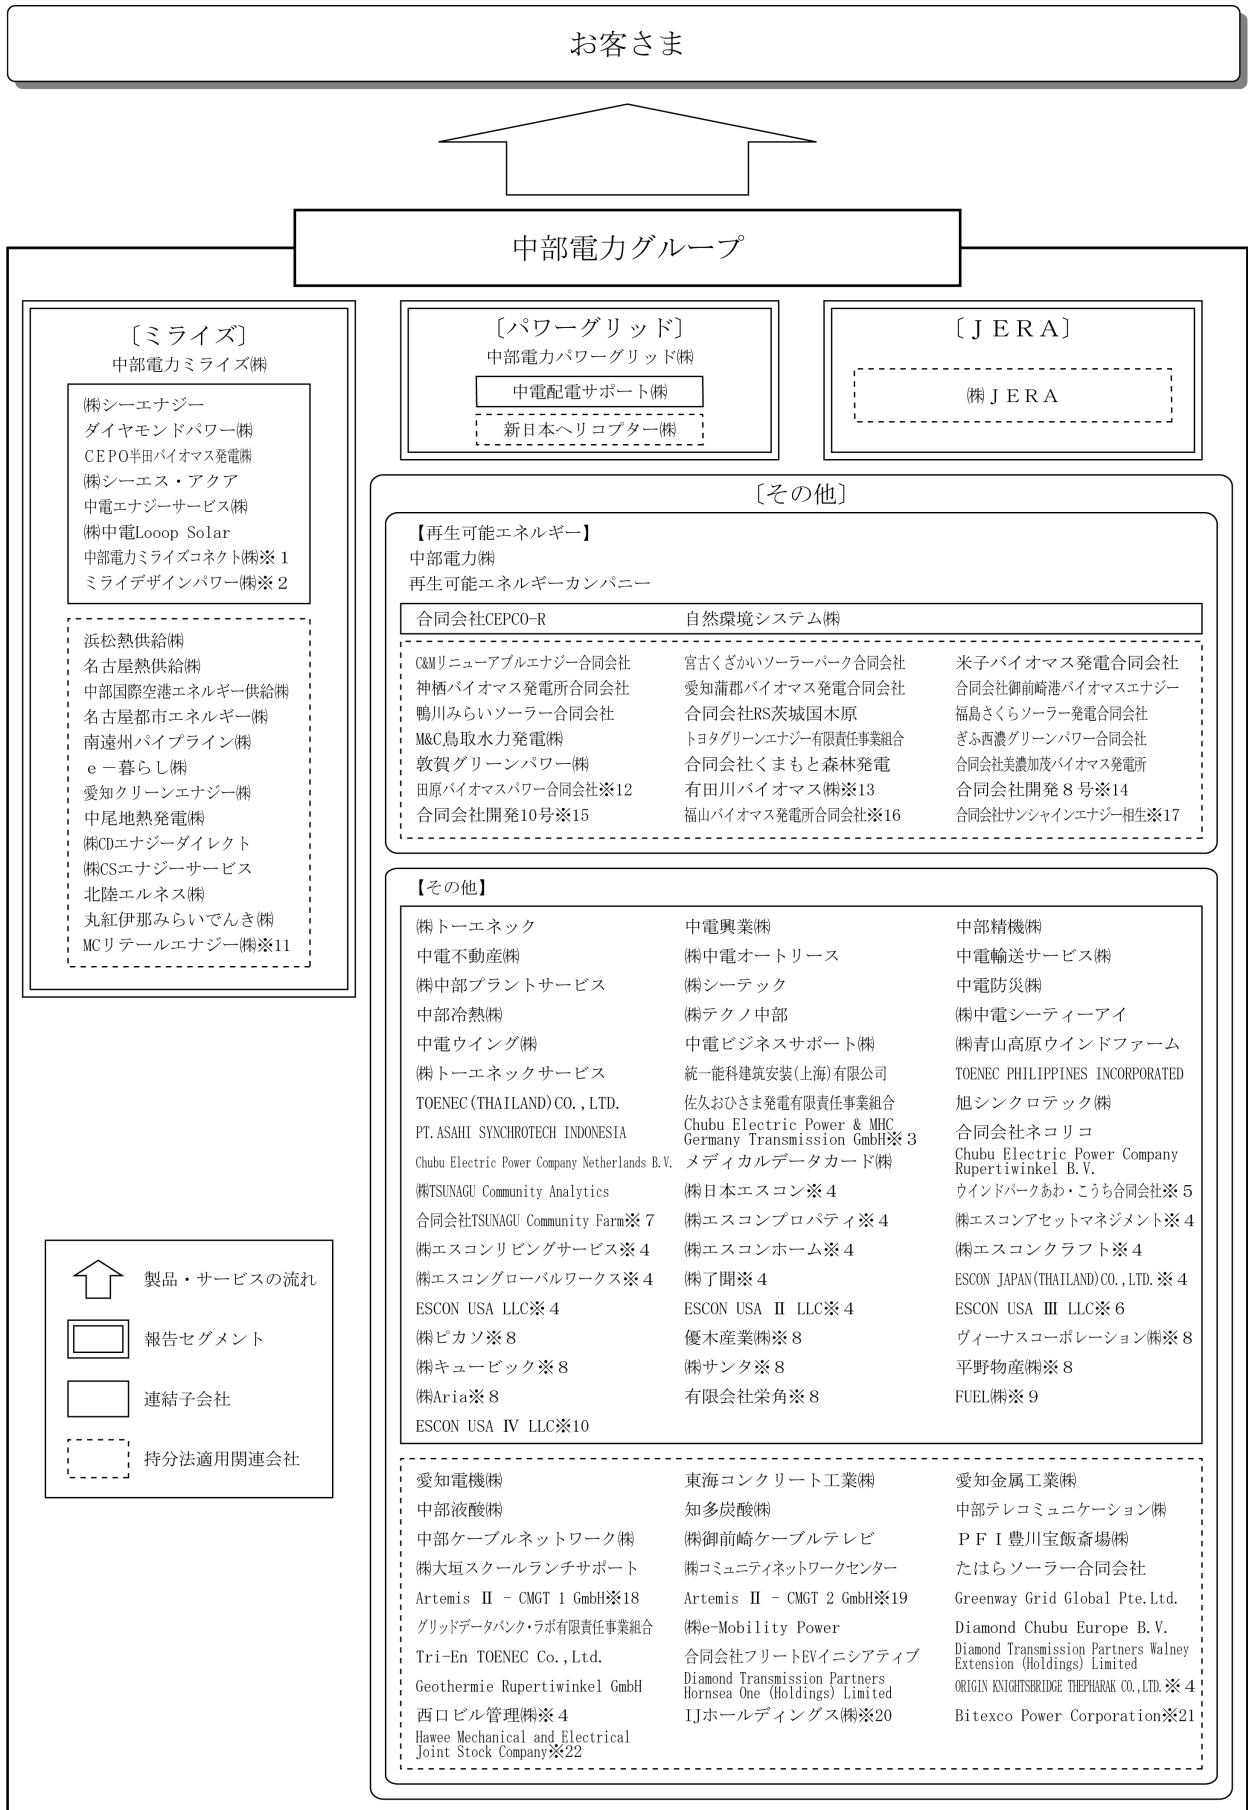 お客さま
中部電力グループ
〔ミライズ〕
中部電力ミライズ㈱
㈱シーエナジー
ダイヤモンドパワー㈱
CEPO半田バイオマス発電㈱
㈱シーエス・アクア
中電エナジーサービス㈱
㈱中電Looop Solar
中部電力ミライズコネクト㈱※１
ミライデザインパワー㈱※２
浜松熱供給㈱
名古屋熱供給㈱
中部国際空港エネルギー供給㈱
名古屋都市エネルギー㈱
南遠州パイプライン㈱
ｅ－暮らし㈱
愛知クリーンエナジー㈱
中尾地熱発電㈱
㈱CDエナジーダイレクト
㈱CSエナジーサービス
北陸エルネス㈱
丸紅伊那みらいでんき㈱
MCリテールエナジー㈱※11
〔パワーグリッド〕
中部電力パワーグリッド㈱
中電配電サポート㈱
新日本ヘリコプター㈱
〔ＪＥＲＡ〕
㈱ＪＥＲＡ
〔その他〕
【再生可能エネルギー】
中部電力㈱
再生可能エネルギーカンパニー
合同会社CEPCO-R 自然環境システム㈱
C&Mリニューアブルエナジー合同会社 宮古くざかいソーラーパーク合同会社 米子バイオマス発電合同会社
神栖バイオマス発電所合同会社 愛知蒲郡バイオマス発電合同会社 合同会社御前崎港バイオマスエナジー
鴨川みらいソーラー合同会社 合同会社RS茨城国木原 福島さくらソーラー発電合同会社
M&C鳥取水力発電㈱ トヨタグリーンエナジー有限責任事業組合 ぎふ西濃グリーンパワー合同会社
敦賀グリーンパワー㈱ 合同会社くまもと森林発電 合同会社美濃加茂バイオマス発電所
田原バイオマスパワー合同会社※12 有田川バイオマス㈱※13 合同会社開発８号※14
合同会社開発10号※15 福山バイオマス発電所合同会社※16 合同会社サンシャインエナジー相生※17
【その他】
㈱トーエネック 中電興業㈱ 中部精機㈱
中電不動産㈱ ㈱中電オートリース 中電輸送サービス㈱
㈱中部プラントサービス ㈱シーテック 中電防災㈱
中部冷熱㈱ ㈱テクノ中部 ㈱中電シーティーアイ
中電ウイング㈱ 中電ビジネスサポート㈱ ㈱青山高原ウインドファーム
㈱トーエネックサービス 統一能科建筑安装(上海)有限公司 TOENEC PHILIPPINES INCORPORATED
TOENEC(THAILAND)CO.,LTD. 佐久おひさま発電有限責任事業組合 旭シンクロテック㈱
PT.ASAHI SYNCHROTECH INDONESIA Chubu Electric Power & MHC
Germany Transmission GmbH※３ 合同会社ネコリコ
Chubu Electric Power Company Netherlands B.V. メディカルデータカード㈱ Chubu Electric Power Company
Rupertiwinkel B.V.
㈱TSUNAGU Community Analytics ㈱日本エスコン※４ ウインドパークあわ・こうち合同会社※５
合同会社TSUNAGU Community Farm※７ ㈱エスコンプロパティ※４ ㈱エスコンアセットマネジメント※４
㈱エスコンリビングサービス※４ ㈱エスコンホーム※４ ㈱エスコンクラフト※４
㈱エスコングローバルワークス※４ ㈱了聞※４ ESCON JAPAN(THAILAND)CO.,LTD.※４
ESCON USA LLC※４ ESCON USA Ⅱ LLC※４ ESCON USA Ⅲ LLC※６
㈱ピカソ※８ 優木産業㈱※８ ヴィーナスコーポレーション㈱※８
㈱キュービック※８ ㈱サンタ※８ 平野物産㈱※８
㈱Aria※８ 有限会社栄角※８ FUEL㈱※９
ESCON USA Ⅳ LLC※10
愛知電機㈱ 東海コンクリート工業㈱ 愛知金属工業㈱
中部液酸㈱ 知多炭酸㈱ 中部テレコミュニケーション㈱
中部ケーブルネットワーク㈱ ㈱御前崎ケーブルテレビ ＰＦＩ豊川宝飯斎場㈱
㈱大垣スクールランチサポート ㈱コミュニティネットワークセンター たはらソーラー合同会社
Artemis Ⅱ - CMGT 1 GmbH※18 Artemis Ⅱ - CMGT 2 GmbH※19 Greenway Grid Global Pte.Ltd.
グリッドデータバンク・ラボ有限責任事業組合 ㈱e-Mobility Power Diamond Chubu Europe B.V.
Tri-En TOENEC Co.,Ltd. 合同会社フリートEVイニシアティブ Diamond Transmission Partners Walney
Extension (Holdings) Limited
Geothermie Rupertiwinkel GmbH Diamond Transmission Partners
Hornsea One (Holdings) Limited ORIGIN KNIGHTSBRIDGE THEPHARAK CO.,LTD.※４
西口ビル管理㈱※４ IJホールディングス㈱※20 Bitexco Power Corporation※21
Hawee Mechanical and Electrical
Joint Stock Company※22
製品・サービスの流れ
報告セグメント
連結子会社
持分法適用関連会社